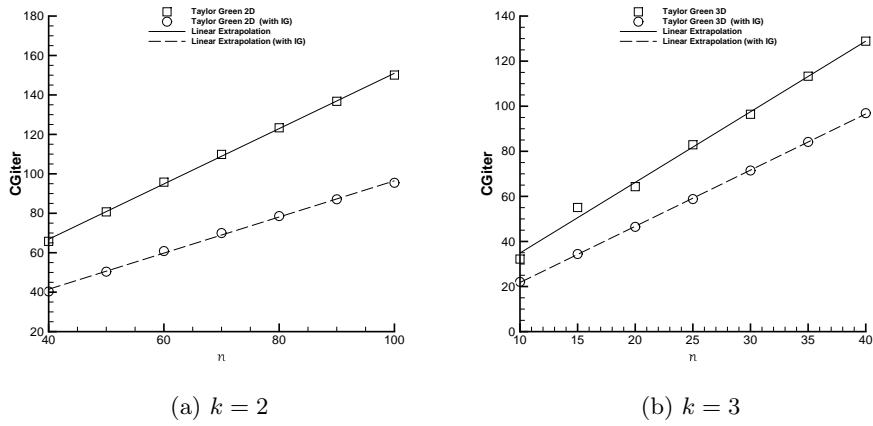 Taylor Green 2D
Taylor Green 2D (with IG)
Linear Extrapolation
Linear Extrapolation (with IG)
180
160
140
120
100
80
60
40
20
CGiter
40
60
80
100
n
(a) k = 2
Taylor Green 3D
Taylor Green 3D (with IG)
Linear Extrapolation
Linear Extrapolation (with IG)
140
120
100
80
60
40
20
0
CGiter
10
15
20
25
30
35
40
n
(b) k = 3